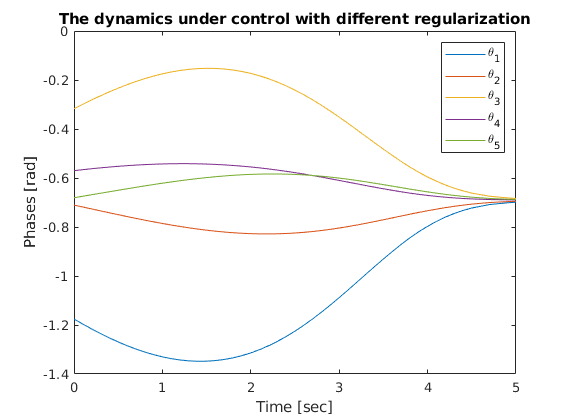 The dynamics under control with different regularization
0
-0.2
-0.4
-0.6
-0.8
-1
-1.2
-1.4
Phases [rad]
θ1
θ2
θ3
θ4
θ5
0 1 2 3 4 5
Time [sec]